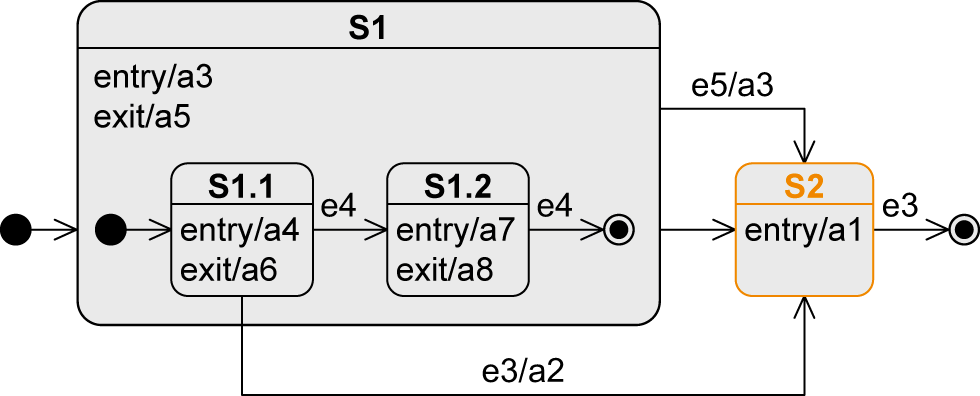 S1
entry/a3
exit/a5
e5/a3
S1.1
entry/a4
exit/a6
e4
S1.2
entry/a7
exit/a8
e4
S2
entry/a1
e3
e3/a2